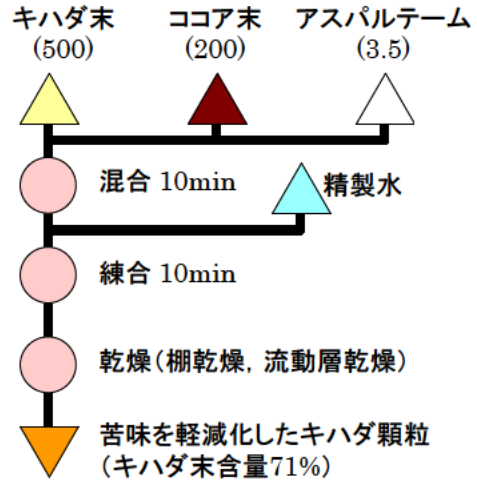 キハダ末 ココア末 アスパルテーム
(500) (200) (3.5)
混合 10min
精製水
練合 10min
乾燥(棚乾燥, 流動層乾燥)
苦味を軽減化したキハダ顆粒
(キハダ末含量71%)